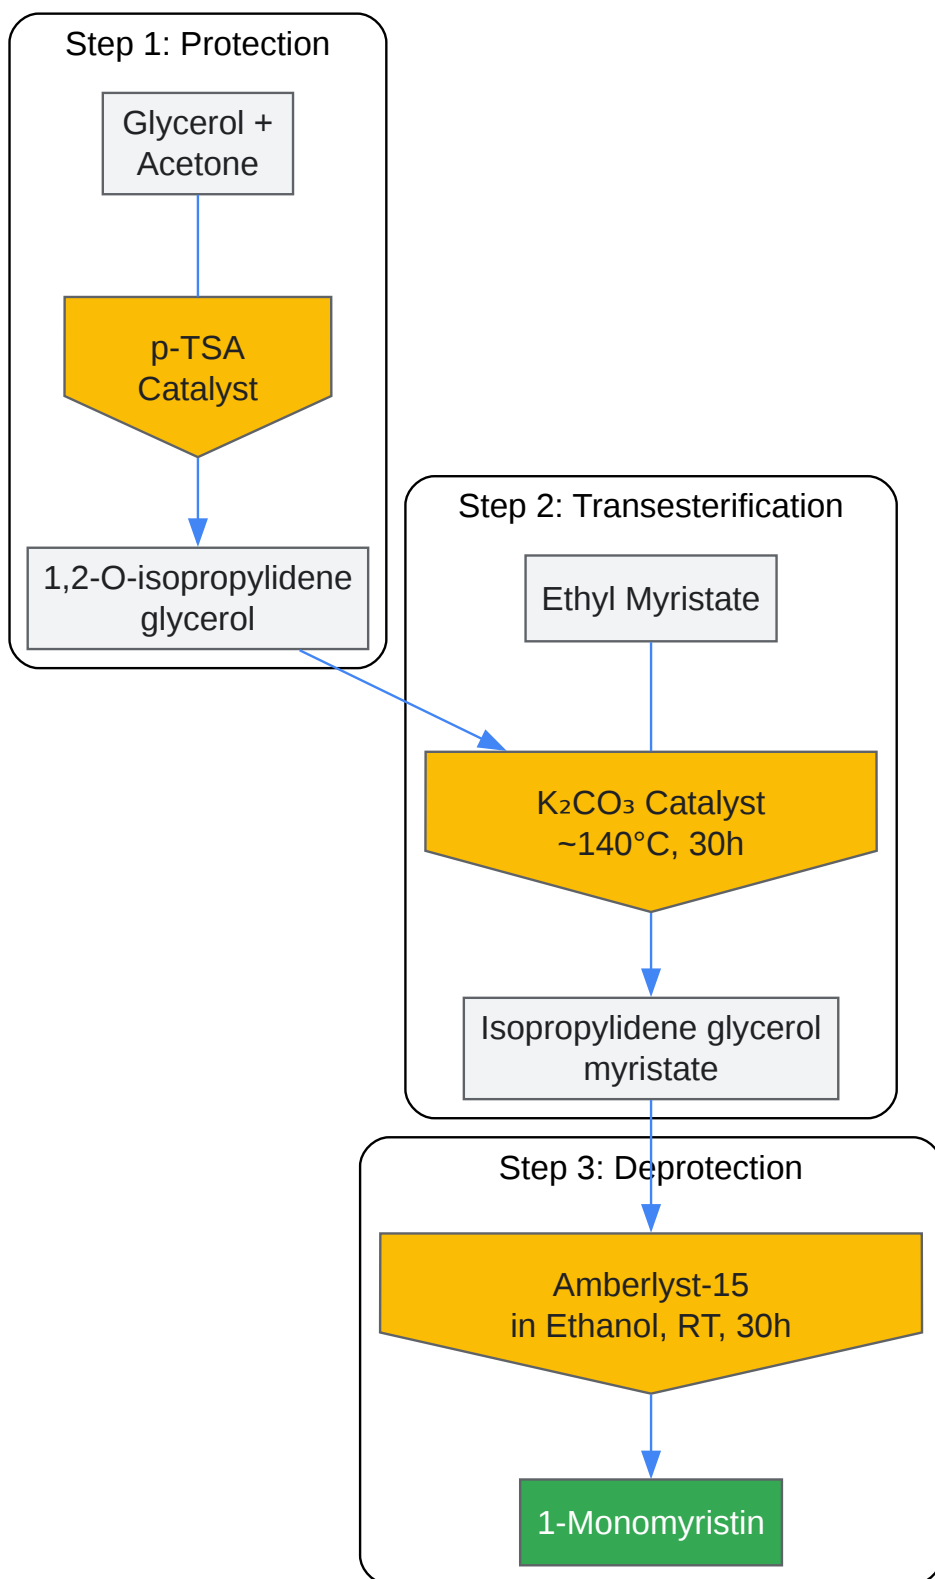 Step 1: Protection
Glycerol +
Acetone
p-TSA
Catalyst
1,2-O-isopropylidene
glycerol
Step 2: Transesterification
Ethyl Myristate
K₂CO₃ Catalyst
~140°C, 30h
Isopropylidene glycerol
myristate
Step 3: Deprotection
Amberlyst-15
in Ethanol, RT, 30h
1-Monomyristin